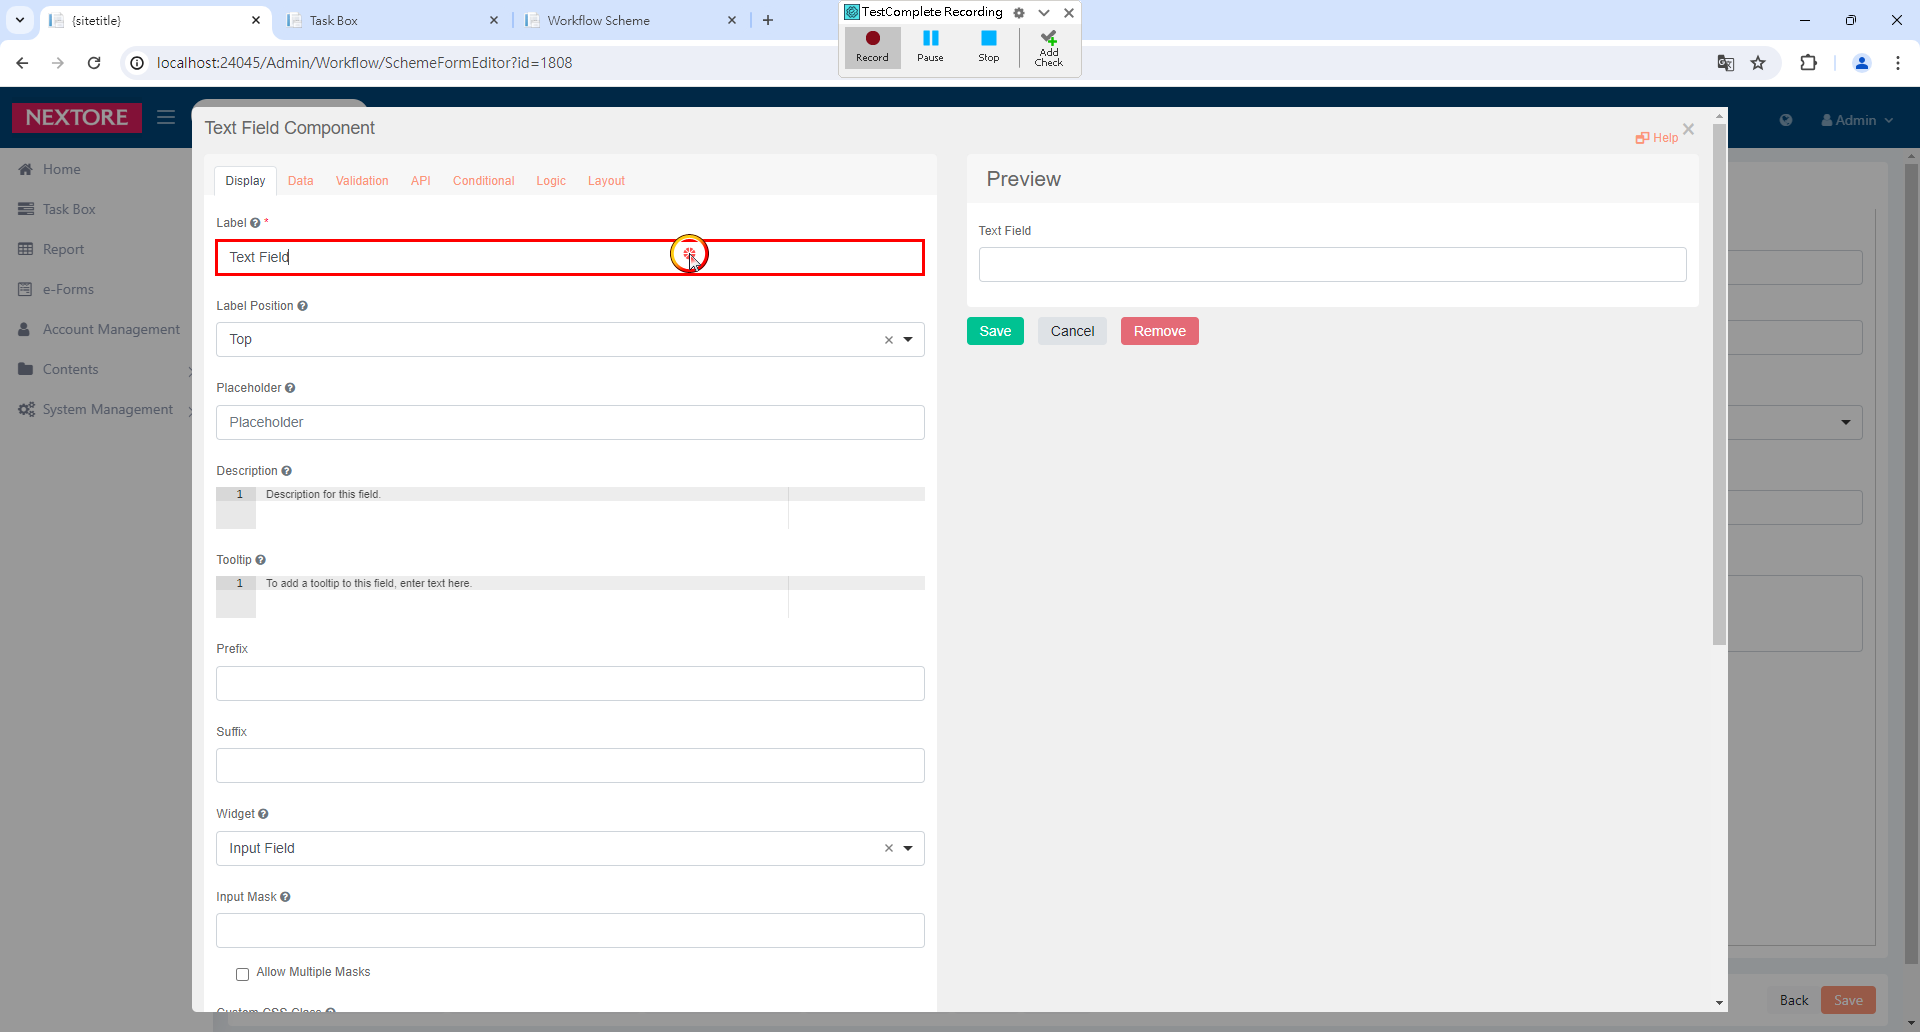 {sitetitle}
Task Box
Workflow Scheme
TestComplete Recording
Record
Pause
Stop
Add Check
localhost:24045/Admin/Workflow/SchemeFormEditor?id=1808
NEXTORE
Admin
Home
Task Box
Report
e-Forms
Account Management
Contents
System Management
Text Field Component
Help
Display
Data
Validation
API
Conditional
Logic
Layout
Label *
Text Field
Label Position
Top
Placeholder
Placeholder
Description
1 Description for this field.
Tooltip
1 To add a tooltip to this field, enter text here.
Prefix
Suffix
Widget
Input Field
Input Mask
Allow Multiple Masks
Custom CSS Class
Preview
Text Field
Save
Cancel
Remove
Back
Save